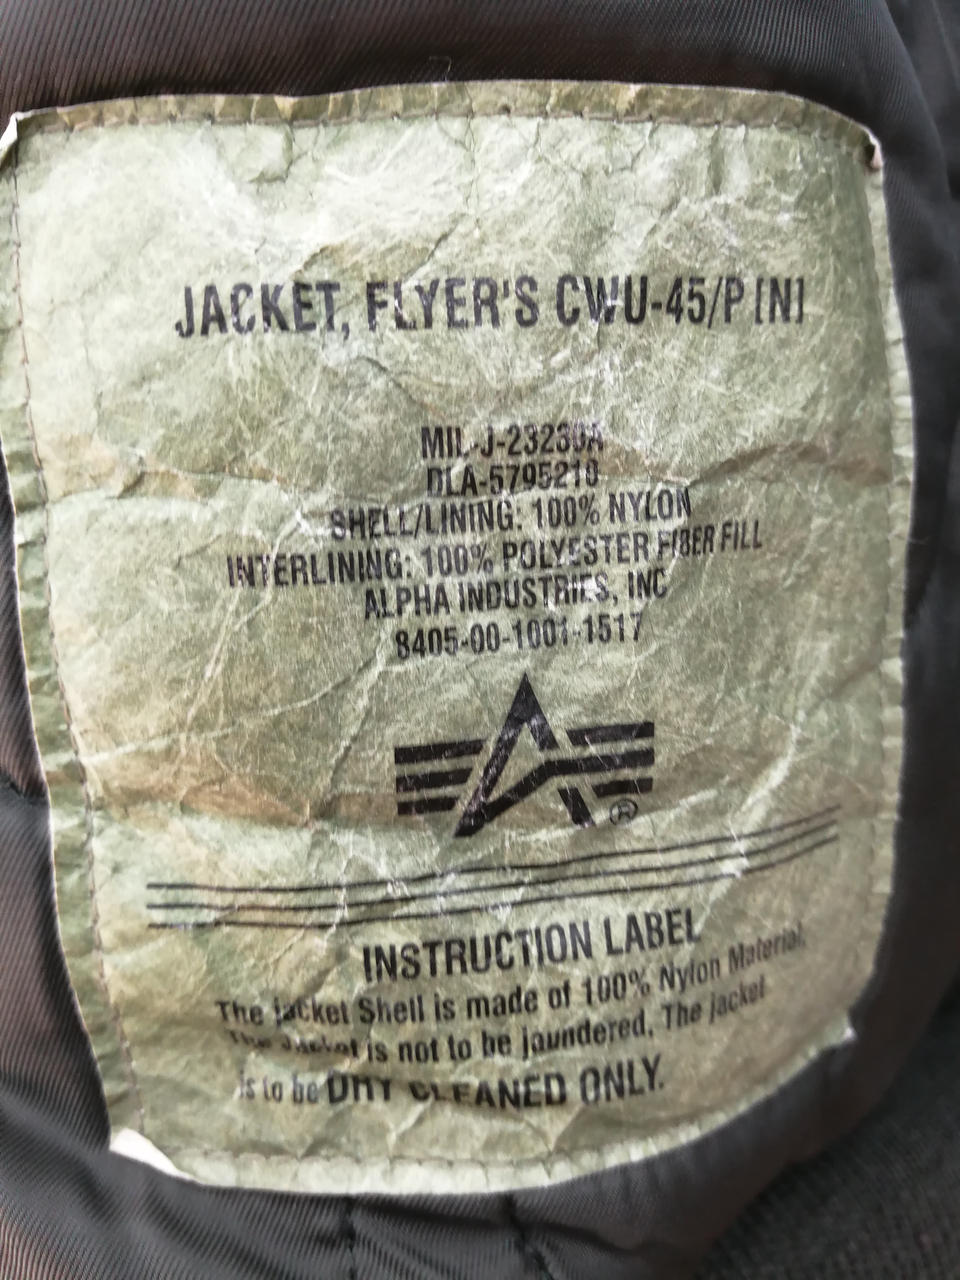 JACKET, FLYER'S CWU-45/P [N]
MIL-J-23230A
DLA-5795210
SHELL/LINING: 100% NYLON
INTERLINING: 100% POLYESTER FIBER FILL
ALPHA INDUSTRIES, INC
8405-00-1001-1517
®
INSTRUCTION LABEL
The jacket Shell is made of 100% Nylon Material.
The Jacket is not to be laundered. The jacket
is to be DRY CLEANED ONLY.